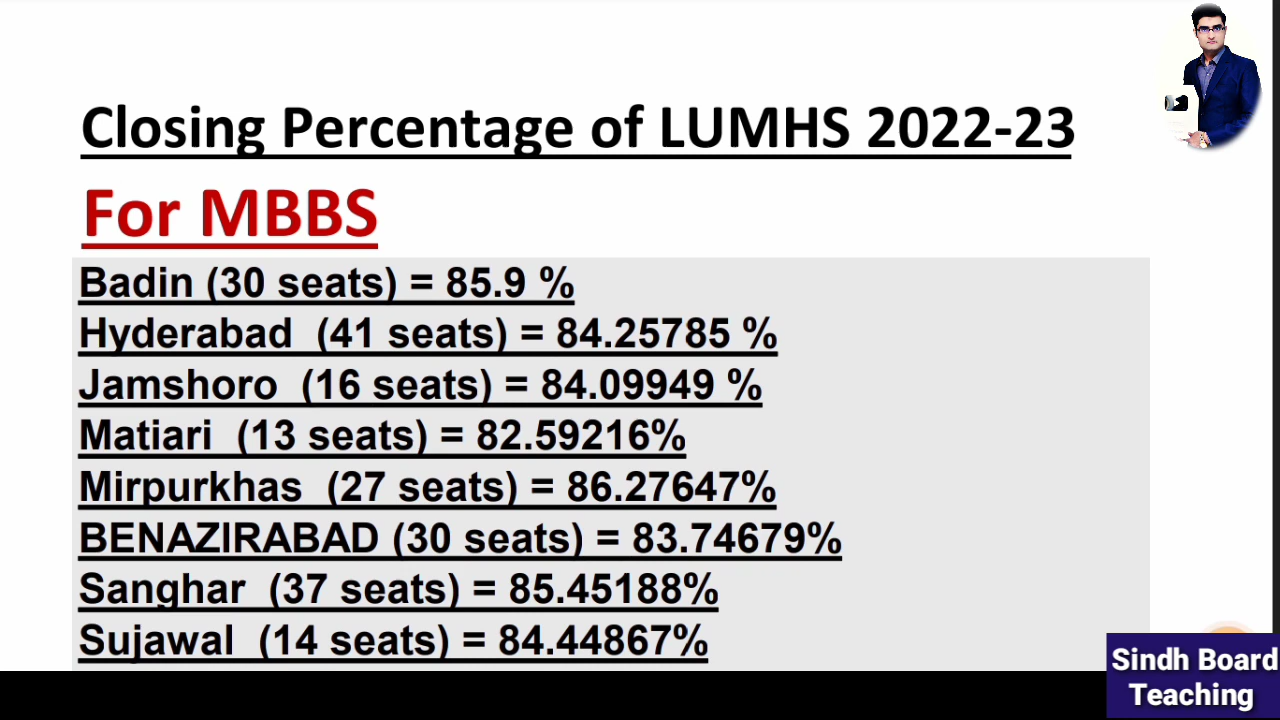 Closing Percentage of LUMHS 2022-23
For MBBS
Badin (30 seats) = 85.9 %
Hyderabad (41 seats) = 84.25785 %
Jamshoro (16 seats) = 84.09949 %
Matiari (13 seats) = 82.59216%
Mirpurkhas (27 seats) = 86.27647%
BENAZIRABAD (30 seats) = 83.74679%
Sanghar (37 seats) = 85.45188%
Sujawal (14 seats) = 84.44867%
Sindh Board
Teaching